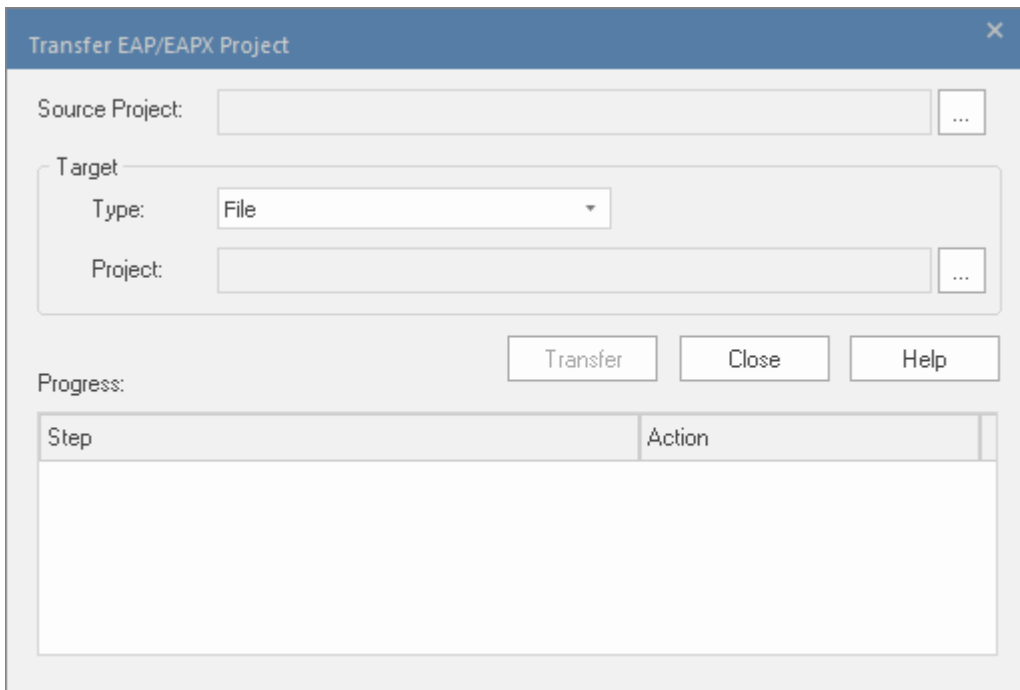 Transfer EAP/EAPX Project
Source Project:
...
Target
Type:
File
Project:
...
Transfer
Close
Help
Progress:
Step
Action